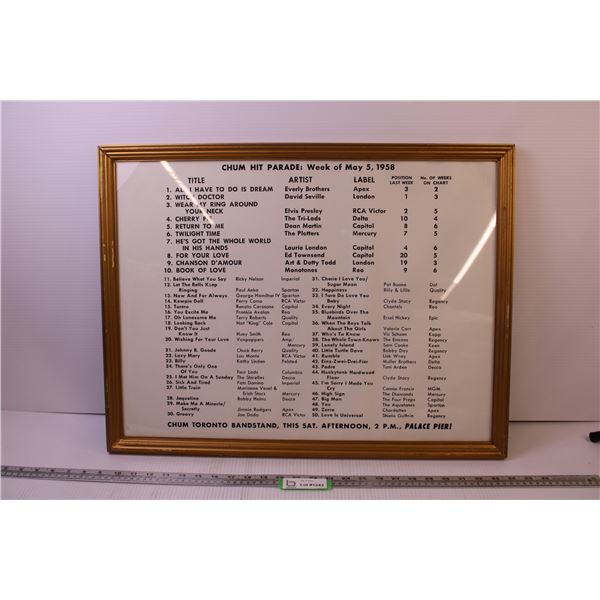 CHUM HIT PARADE: Week of May 5, 1958
TITLE ARTIST LABEL POSITION LAST WEEK No. OF WEEKS ON CHART
1. ALL I HAVE TO DO IS DREAM Everly Brothers Apex 3 2
2. WITCH DOCTOR David Seville London 1 3
3. WEAR MY RING AROUND
YOUR NECK Elvis Presley RCA Victor 2 5
4. CHERRY PIE The Tri-Lads Delta 10 4
5. RETURN TO ME Dean Martin Capitol 8 6
6. TWILIGHT TIME The Platters Mercury 7 5
7. HE'S GOT THE WHOLE WORLD
IN HIS HANDS Laurie London Capitol 4 6
8. FOR YOUR LOVE Ed Townsend Capitol 20 5
9. CHANSON D'AMOUR Art & Dotty Todd London 19 3
10. BOOK OF LOVE Monotones Reo 9 6
11. Believe What You Say Ricky Nelson Imperial
12. Let The Bells Keep
Ringing Paul Anka Sparton
13. Now And For Always George Hamilton IV Sparton
14. Kewpie Doll Perry Como RCA Victor
15. Torero Renato Carosone Capitol
16. You Excite Me Frankie Avalon Reo
17. Oh Lonesome Me Terry Roberts Quality
18. Looking Back Nat "King" Cole Capitol
19. Don't You Just
Know It Huey Smith Reo
20. Wishing For Your Love Voxpoppers Amp./
Mercury
21. Johnny B. Goode Chuck Berry Quality
22. Lazy Mary Lou Monte RCA Victor
23. Billy Kathy Linden Felsted
24. There's Only One
Of You Four Lads Columbia
25. I Met Him On A Sunday The Shirelles Decca
26. Sick And Tired Fats Domino Imperial
27. Little Train Marianne Vasel &
Erich Storz Mercury
28. Jaqueline Bobby Helms Decca
29. Make Me A Miracle/
Secretly Jimmie Rodgers Apex
30. Groovy Joe Dodo RCA Victor
31. Cherie I Love You/
Sugar Moon Pat Boone Dot
32. Happiness Billy & Lillie Quality
33. I Sure Do Love You
Baby Clyde Stacy Regency
34. Every Night Chantels Reo
35. Bluebirds Over The
Mountain Ersel Hickey Epic
36. When The Boys Talk
About The Girls Valerie Carr Apex
37. Who's To Know Vic Schoen Kapp
38. The Whole Town Knows The Encores Regency
39. Lonely Island Sam Cooke Keen
40. Little Turtle Dove Bobby Day Regency
41. Rumble Link Wray Apex
42. Einz-Zwei-Drei-Fier Muller Brothers Delta
43. Padre Toni Arden Decca
44. Honkytonk Hardwood
Floor Clyde Stacy Regency
45. I'm Sorry I Made You
Cry Connie Francis MGM
46. High Sign The Diamonds Mercury
47. Big Man The Four Preps Capitol
48. You The Aquatones Sparton
49. Zorro Chordettes Apex
50. Love Is Universal Shana Guthrie Regency
CHUM TORONTO BANDSTAND, THIS SAT. AFTERNOON, 2 P.M., PALACE PIER!